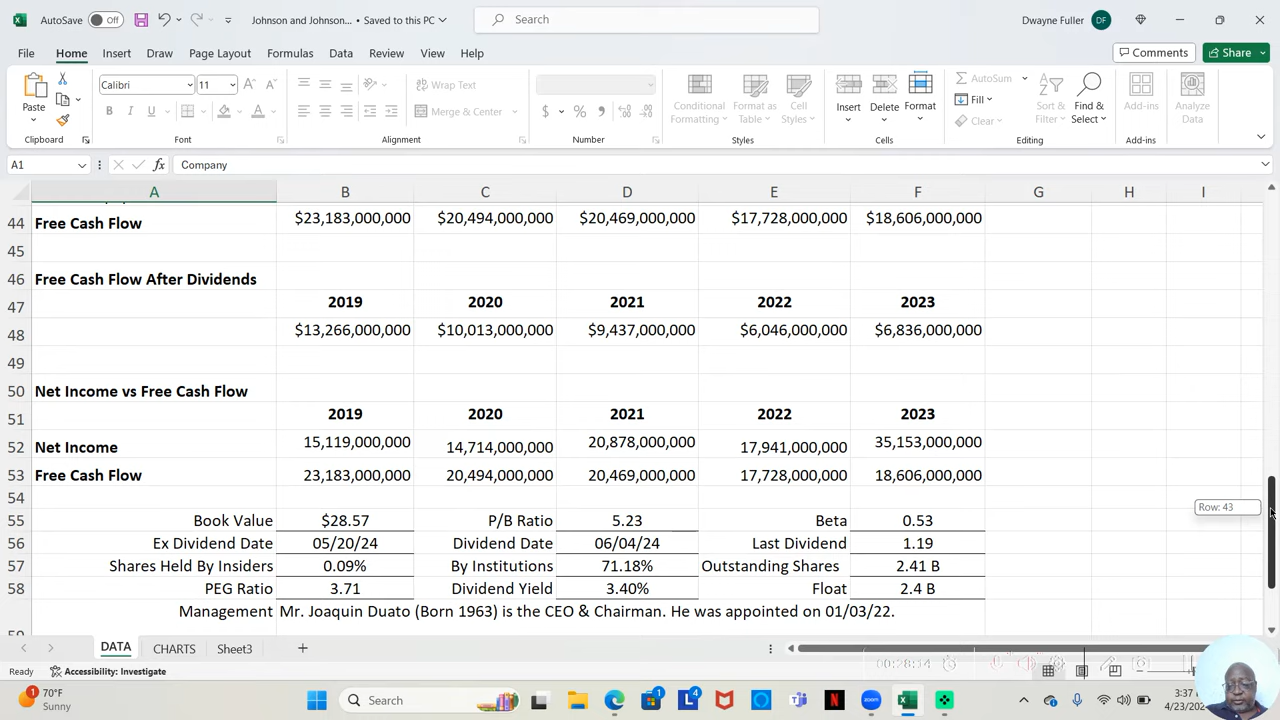 AutoSave Off Johnson and Johnson... • Saved to this PC Search Dwayne Fuller DF
File Home Insert Draw Page Layout Formulas Data Review View Help Comments Share
Calibri 11 Wrap Text AutoSum
Paste B I U Merge & Center $ % Conditional Formatting Format as Table Cell Styles Insert Delete Format Fill Clear Sort & Filter Find & Select Add-ins Analyze Data
Clipboard Font Alignment Number Styles Cells Editing Add-ins
A1 fx Company
A B C D E F G H I
44 Free Cash Flow $23,183,000,000 $20,494,000,000 $20,469,000,000 $17,728,000,000 $18,606,000,000
45
46 Free Cash Flow After Dividends
47 2019 2020 2021 2022 2023
48 $13,266,000,000 $10,013,000,000 $9,437,000,000 $6,046,000,000 $6,836,000,000
49
50 Net Income vs Free Cash Flow
51 2019 2020 2021 2022 2023
52 Net Income 15,119,000,000 14,714,000,000 20,878,000,000 17,941,000,000 35,153,000,000
53 Free Cash Flow 23,183,000,000 20,494,000,000 20,469,000,000 17,728,000,000 18,606,000,000
54 Row: 43
55 Book Value $28.57 P/B Ratio 5.23 Beta 0.53
56 Ex Dividend Date 05/20/24 Dividend Date 06/04/24 Last Dividend 1.19
57 Shares Held By Insiders 0.09% By Institutions 71.18% Outstanding Shares 2.41 B
58 PEG Ratio 3.71 Dividend Yield 3.40% Float 2.4 B
Management Mr. Joaquin Duato (Born 1963) is the CEO & Chairman. He was appointed on 01/03/22.
DATA CHARTS Sheet3
Ready Accessibility: Investigate 00:28:14
70°F Sunny Search 3:37 4/23/